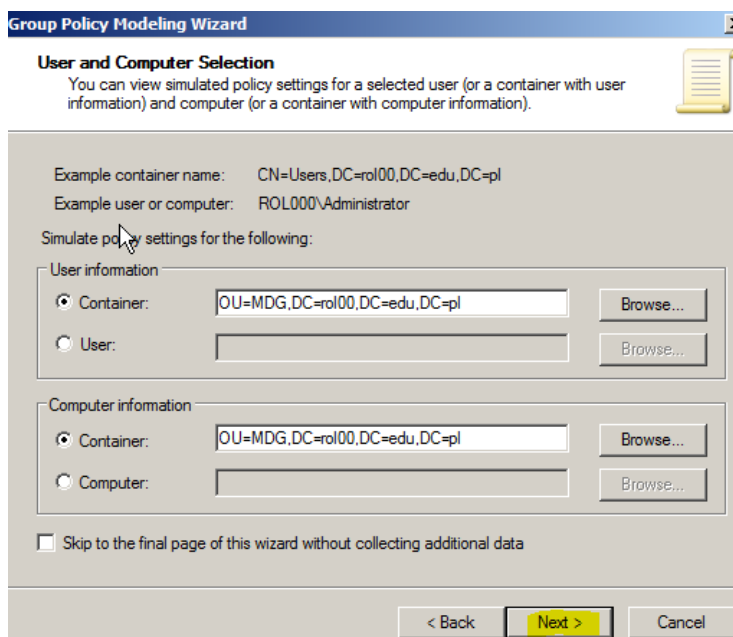 Group Policy Modeling Wizard
User and Computer Selection
You can view simulated policy settings for a selected user (or a container with user
information) and computer (or a container with computer information).
Example container name: CN=Users,DC=rol00,DC=edu,DC=pl
Example user or computer: ROL000\Administrator
Simulate policy settings for the following:
User information
Container: OU=MDG,DC=rol00,DC=edu,DC=pl Browse...
User: Browse...
Computer information
Container: OU=MDG,DC=rol00,DC=edu,DC=pl Browse...
Computer: Browse...
Skip to the final page of this wizard without collecting additional data
< Back Next > Cancel